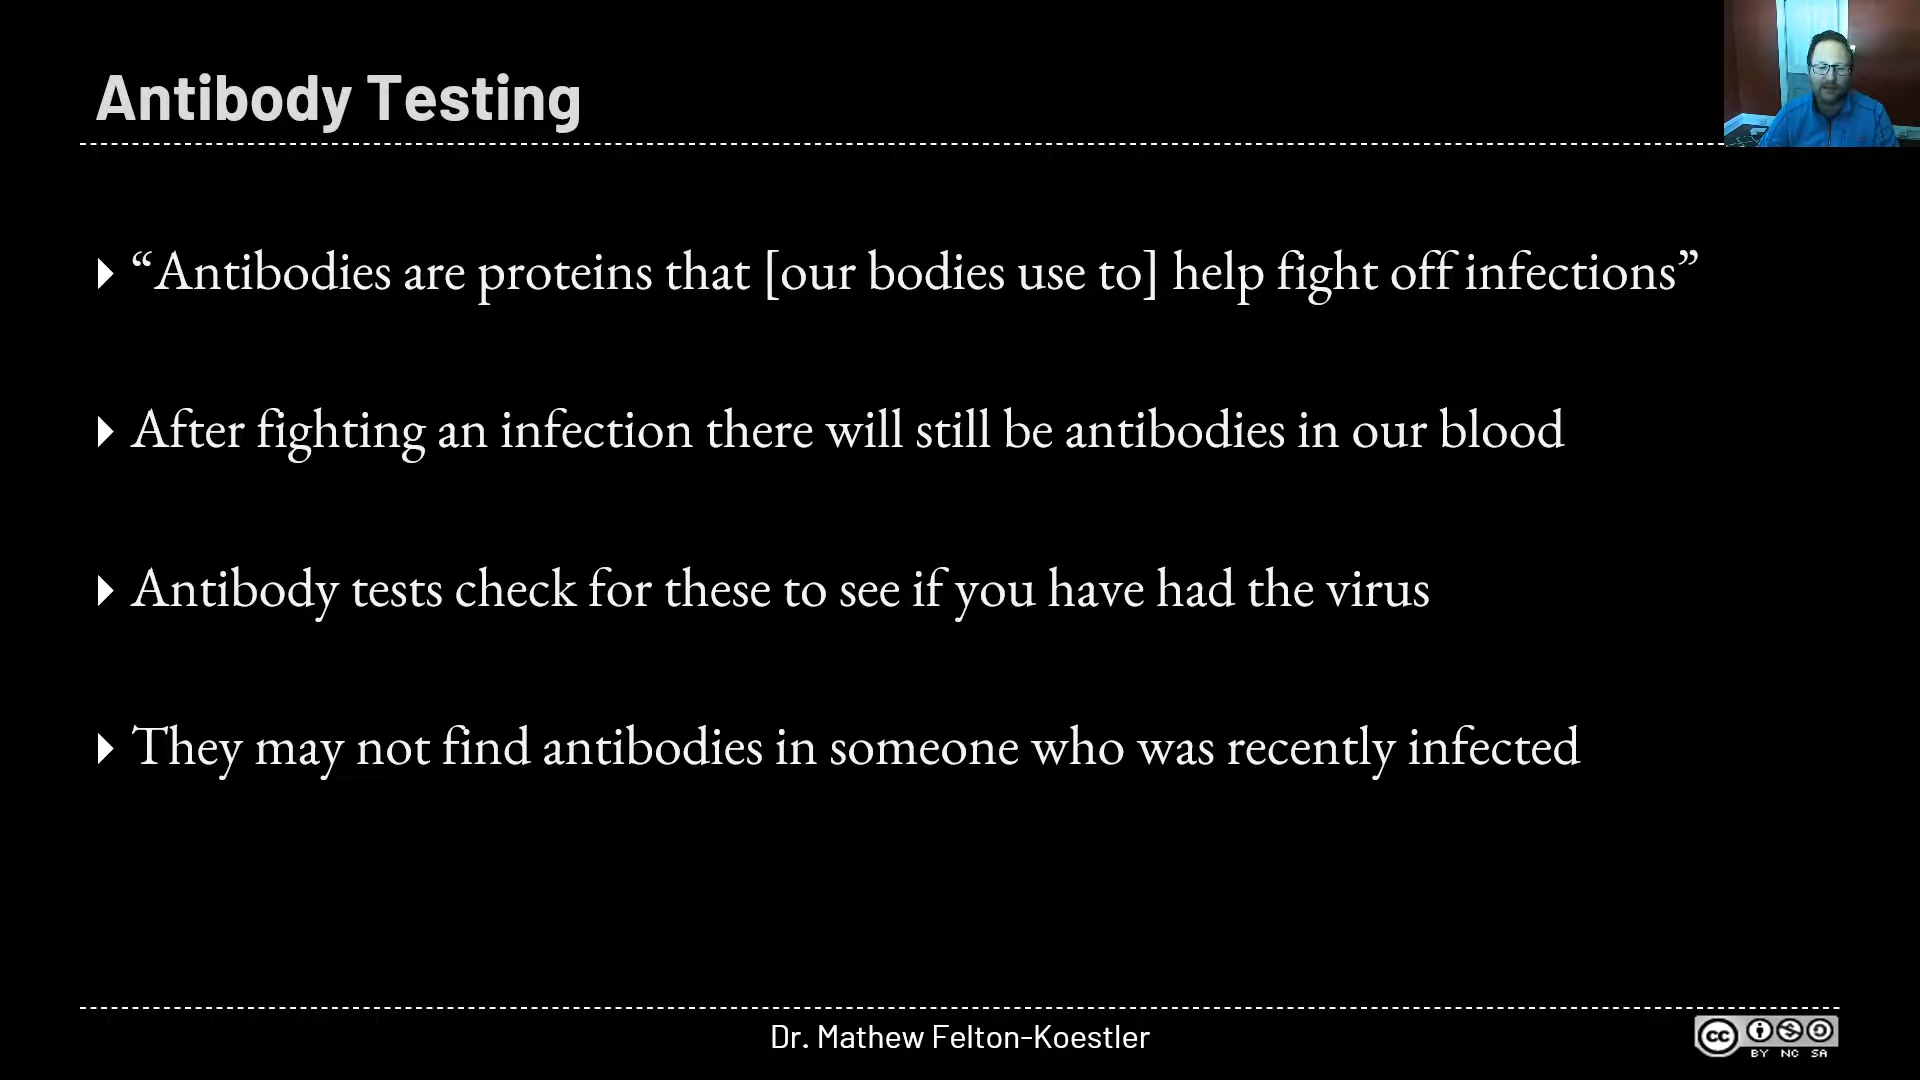 Antibody Testing
“Antibodies are proteins that [our bodies use to] help fight off infections”
After fighting an infection there will still be antibodies in our blood
Antibody tests check for these to see if you have had the virus
They may not find antibodies in someone who was recently infected
Dr. Mathew Felton-Koestler
cc
BY NC SA